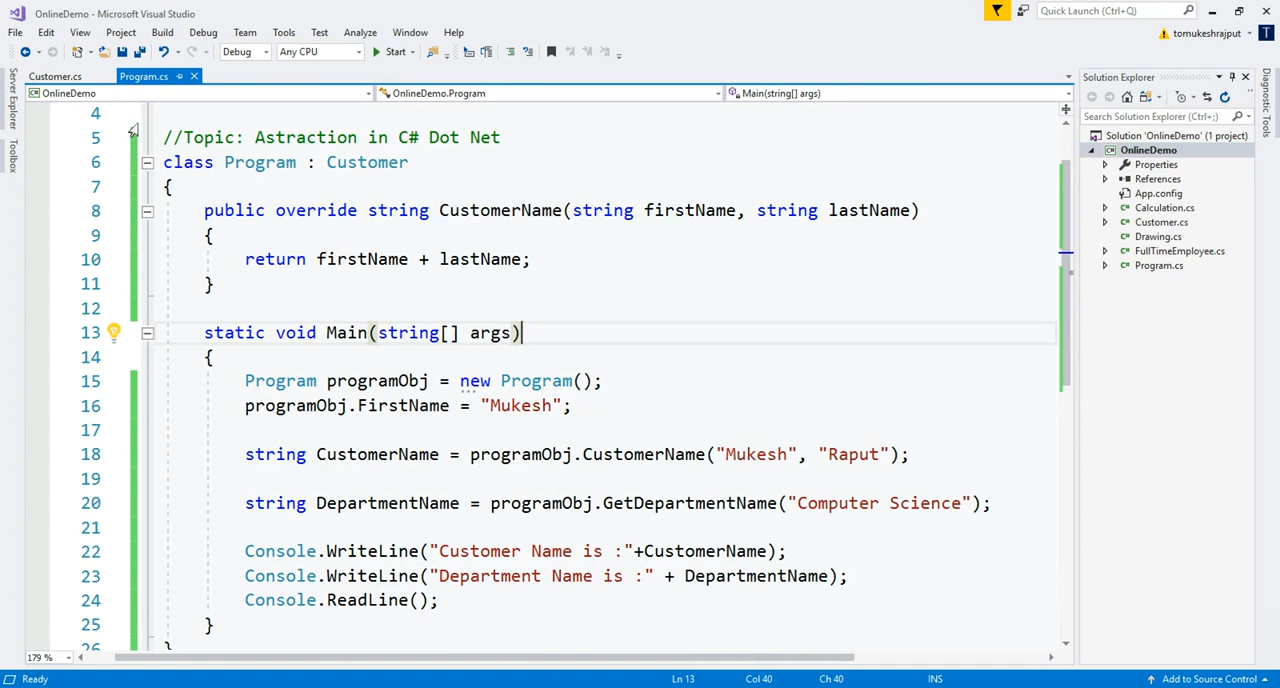 OnlineDemo - Microsoft Visual Studio
Quick Launch (Ctrl+Q)
File Edit View Project Build Debug Team Tools Test Analyze Window Help
tomukeshrajput
T
Debug Any CPU Start
Server Explorer
Toolbox
Customer.cs Program.cs
OnlineDemo OnlineDemo.Program Main(string[] args)
4
5 //Topic: Astraction in C# Dot Net
6 class Program : Customer
7 {
8 public override string CustomerName(string firstName, string lastName)
9 {
10 return firstName + lastName;
11 }
12
13 static void Main(string[] args)
14 {
15 Program programObj = new Program();
16 programObj.FirstName = "Mukesh";
17
18 string CustomerName = programObj.CustomerName("Mukesh", "Raput");
19
20 string DepartmentName = programObj.GetDepartmentName("Computer Science");
21
22 Console.WriteLine("Customer Name is :"+CustomerName);
23 Console.WriteLine("Department Name is :" + DepartmentName);
24 Console.ReadLine();
25 }
26 }
179 %
Solution Explorer
Search Solution Explorer (Ctrl+;)
Solution 'OnlineDemo' (1 project)
OnlineDemo
Properties
References
App.config
Calculation.cs
Customer.cs
Drawing.cs
FullTimeEmployee.cs
Program.cs
Diagnostic Tools
Ready Ln 13 Col 40 Ch 40 INS Add to Source Control